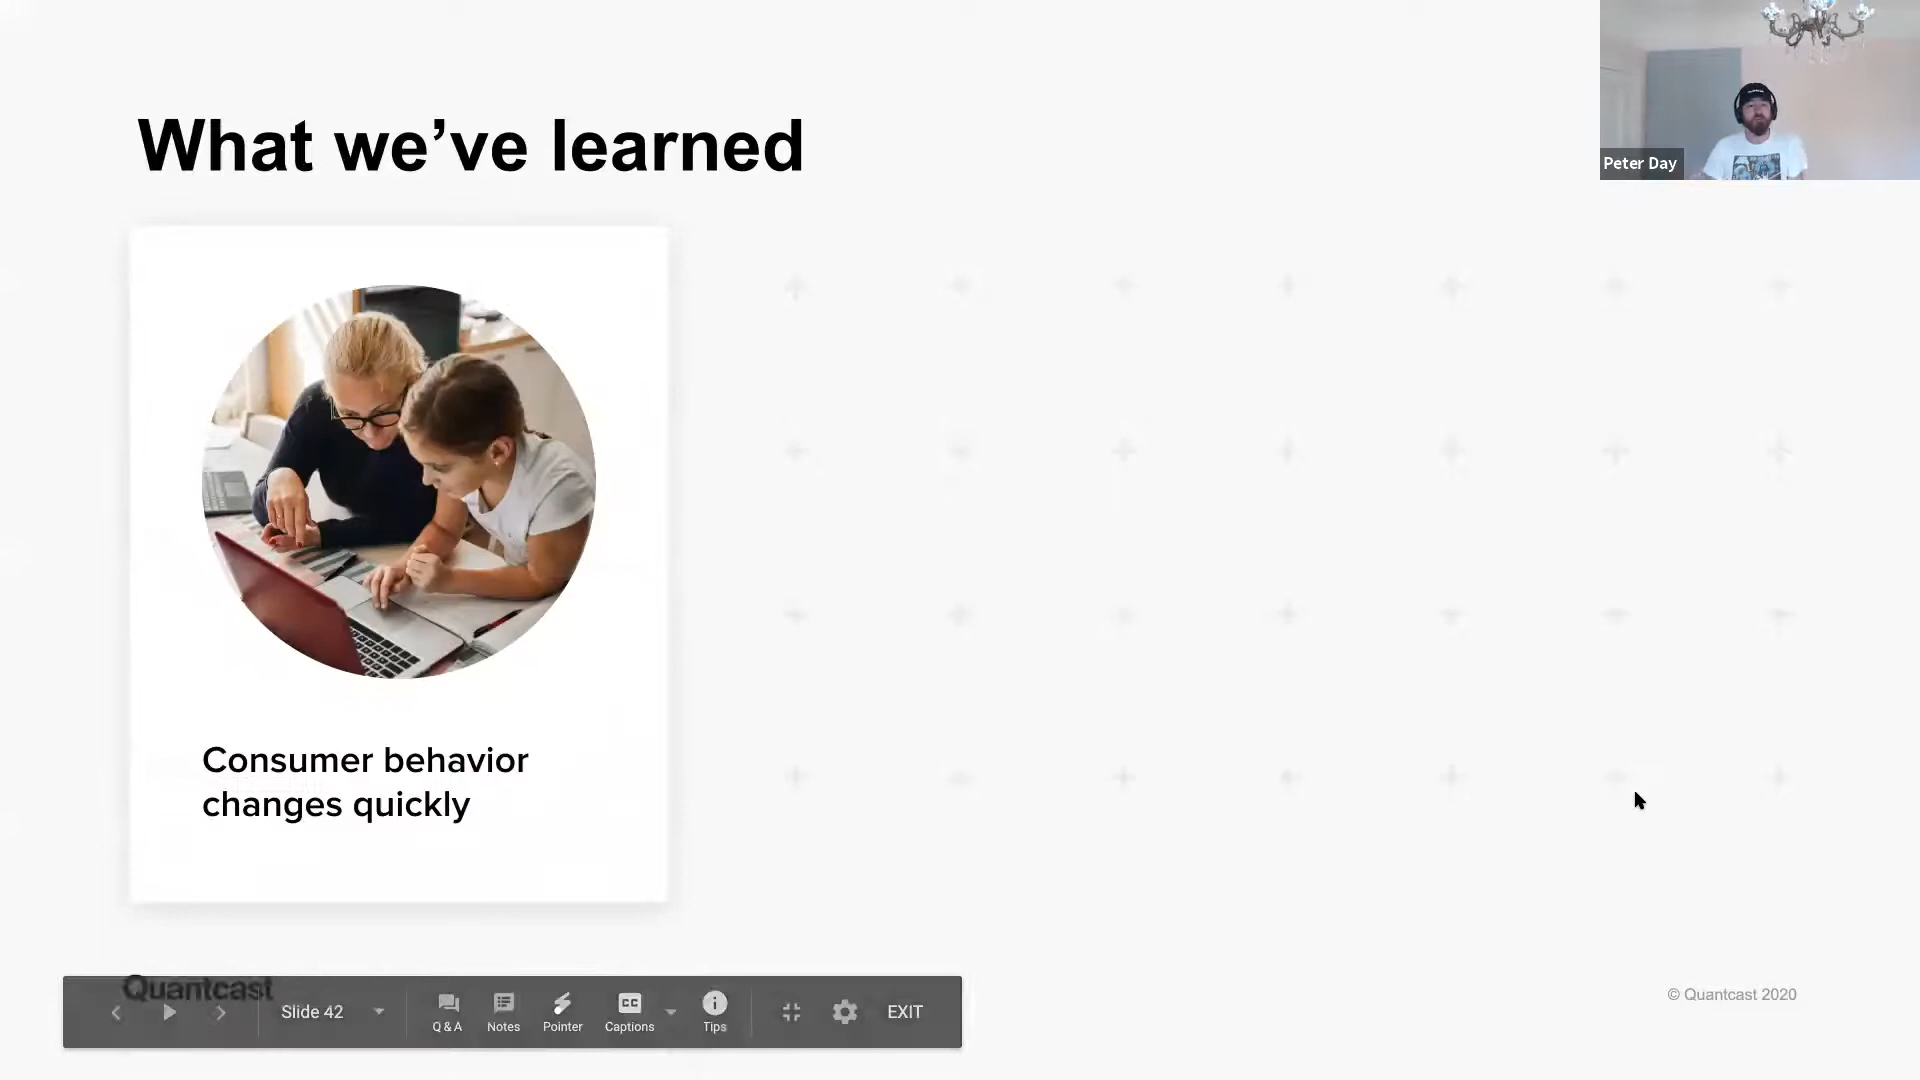 What we’ve learned
Peter Day
Consumer behavior
changes quickly
Quantcast
Slide 42
Q & A
Notes
Pointer
CC
Captions
Tips
EXIT
© Quantcast 2020